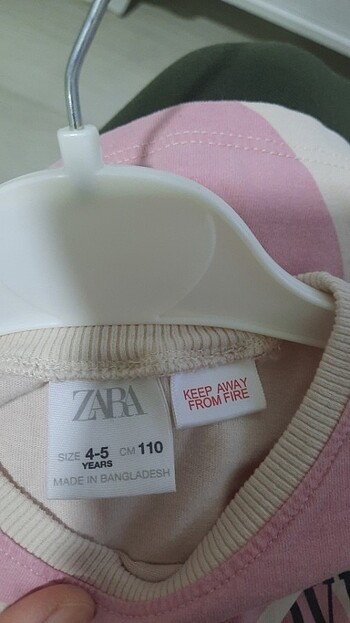 ZARA
SIZE 4-5 YEARS CM 110
MADE IN BANGLADESH
KEEP AWAY
FROM FIRE